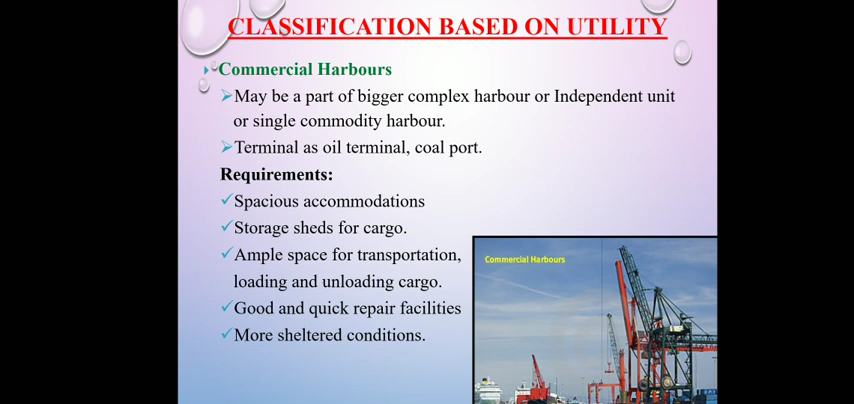 CLASSIFICATION BASED ON UTILITY
Commercial Harbours
May be a part of bigger complex harbour or Independent unit
or single commodity harbour.
Terminal as oil terminal, coal port.
Requirements:
Spacious accommodations
Storage sheds for cargo.
Ample space for transportation,
loading and unloading cargo.
Good and quick repair facilities
More sheltered conditions.
Commercial Harbours